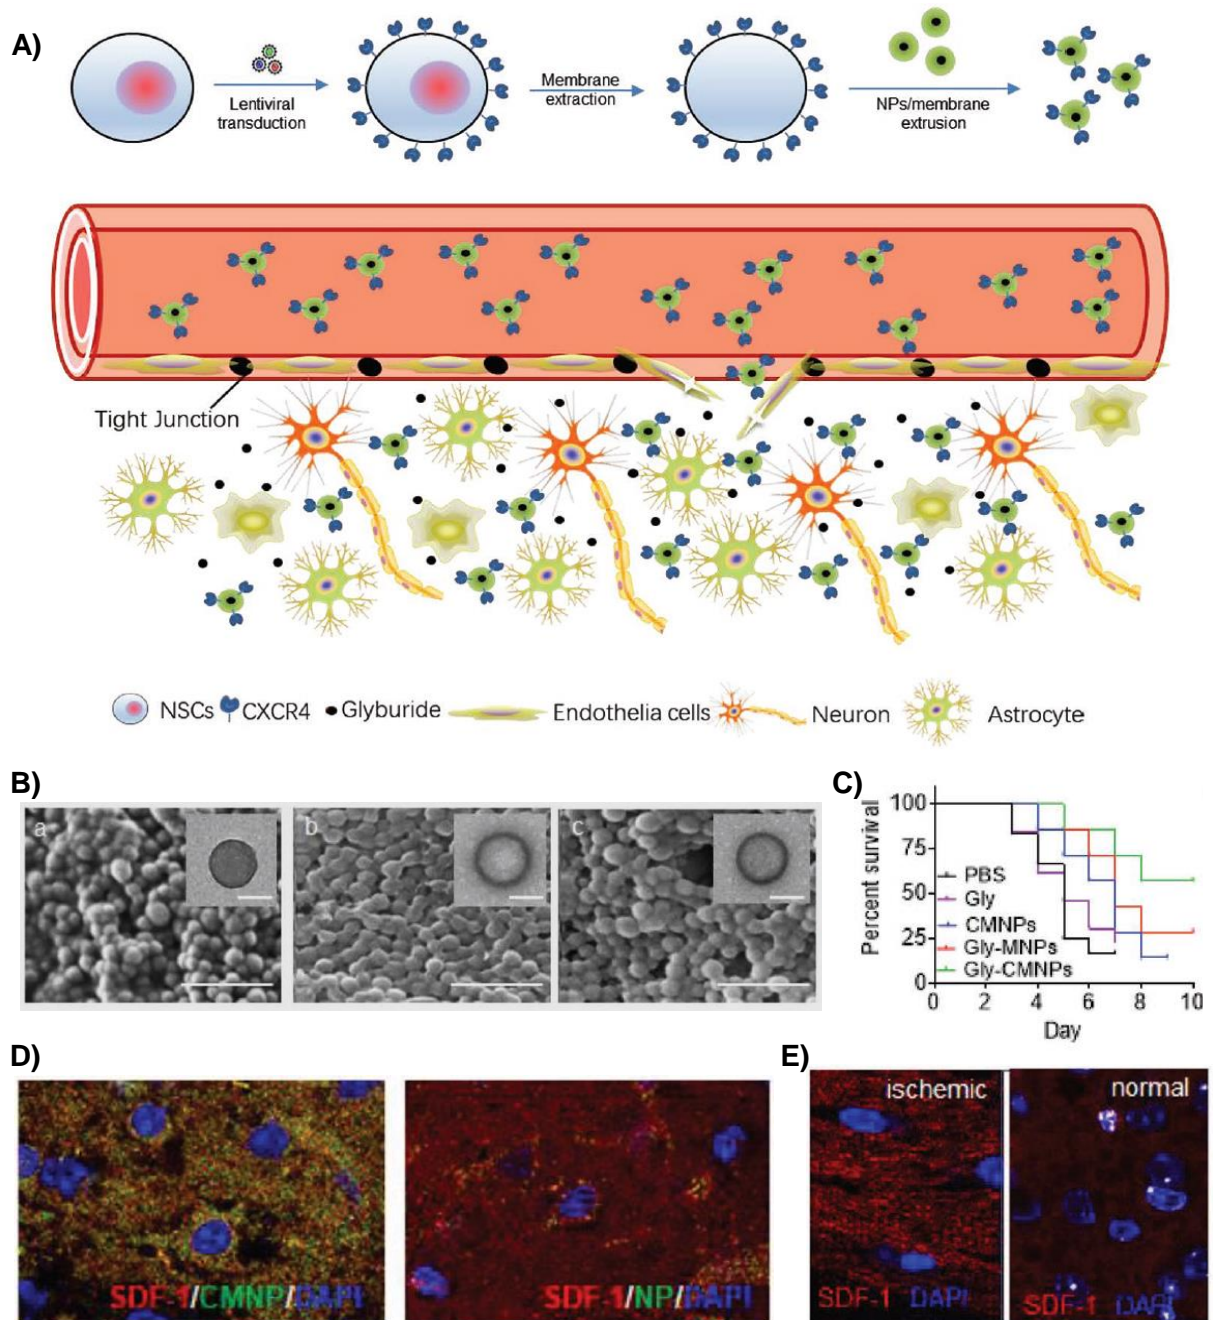 A)
Lentiviral
transduction
Membrane
extraction
NPs/membrane
extrusion
Tight Junction
NSCs CXCR4 Glyburide Endothelia cells Neuron Astrocyte
B)
a b c
C)
Percent survival
100
75
50
25
0
PBS
Gly
CMNPs
Gly-MNPs
Gly-CMNPs
0 2 4 6 8 10
Day
D)
SDF-1/CMNP/DAPI
SDF-1/NP/DAPI
E)
ischemic
SDF-1 DAPI
normal
SDF-1 DAPI